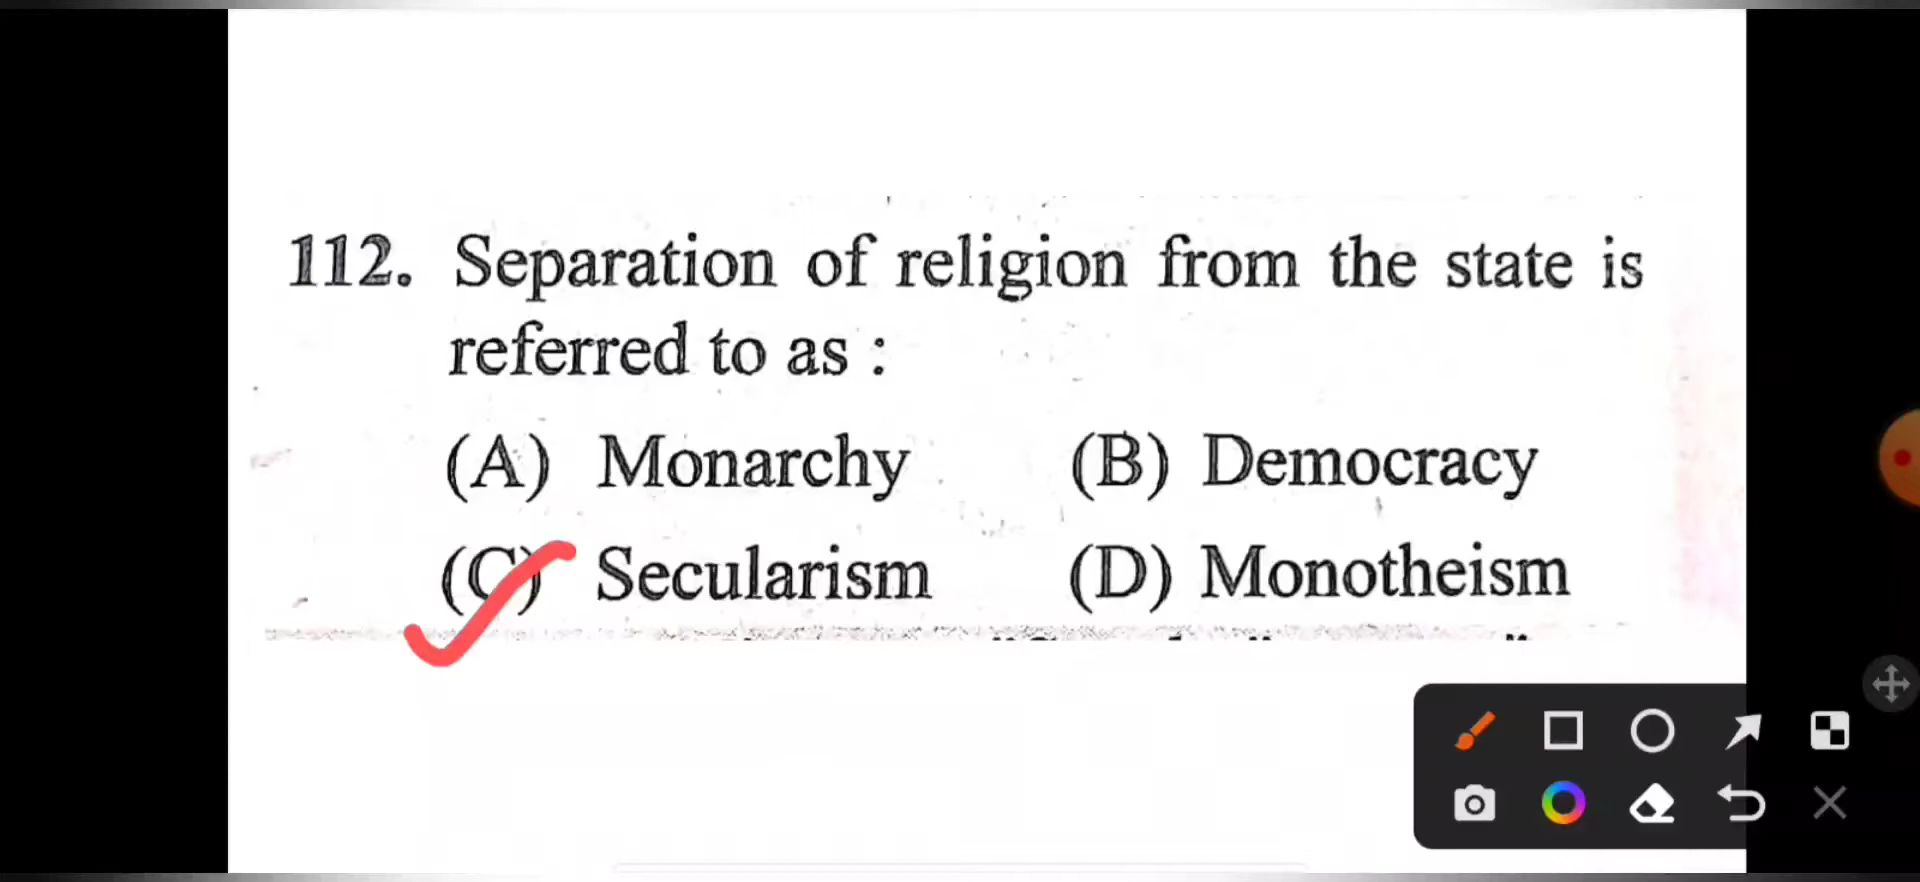 112. Separation of religion from the state is
referred to as :
(A) Monarchy (B) Democracy
(C) Secularism (D) Monotheism